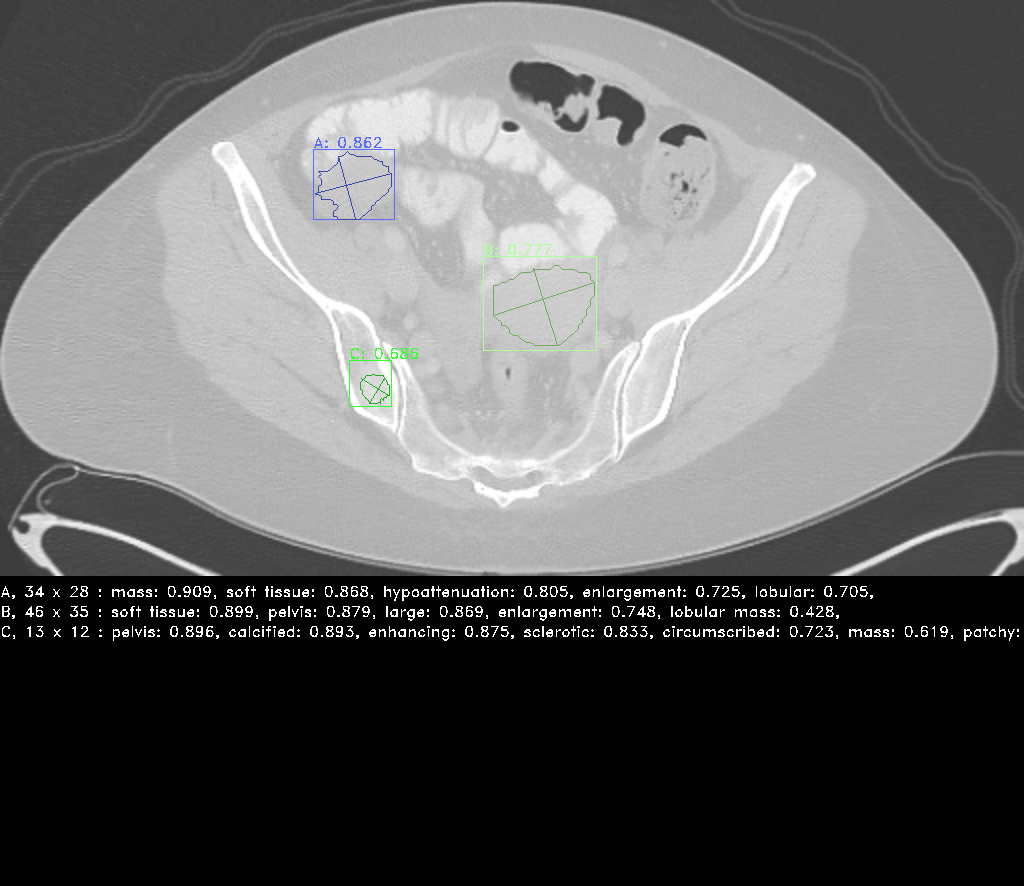 A: 0.862
B: 0.777
C: 0.585
A, 34 x 28 : mass: 0.909, soft tissue: 0.868, hypoattenuation: 0.805, enlargement: 0.725, lobular: 0.705,
B, 46 x 35 : soft tissue: 0.899, pelvis: 0.879, large: 0.869, enlargement: 0.748, lobular mass: 0.428,
C, 13 x 12 : pelvis: 0.896, calcified: 0.893, enhancing: 0.875, sclerotic: 0.833, circumscribed: 0.723, mass: 0.619, patchy: